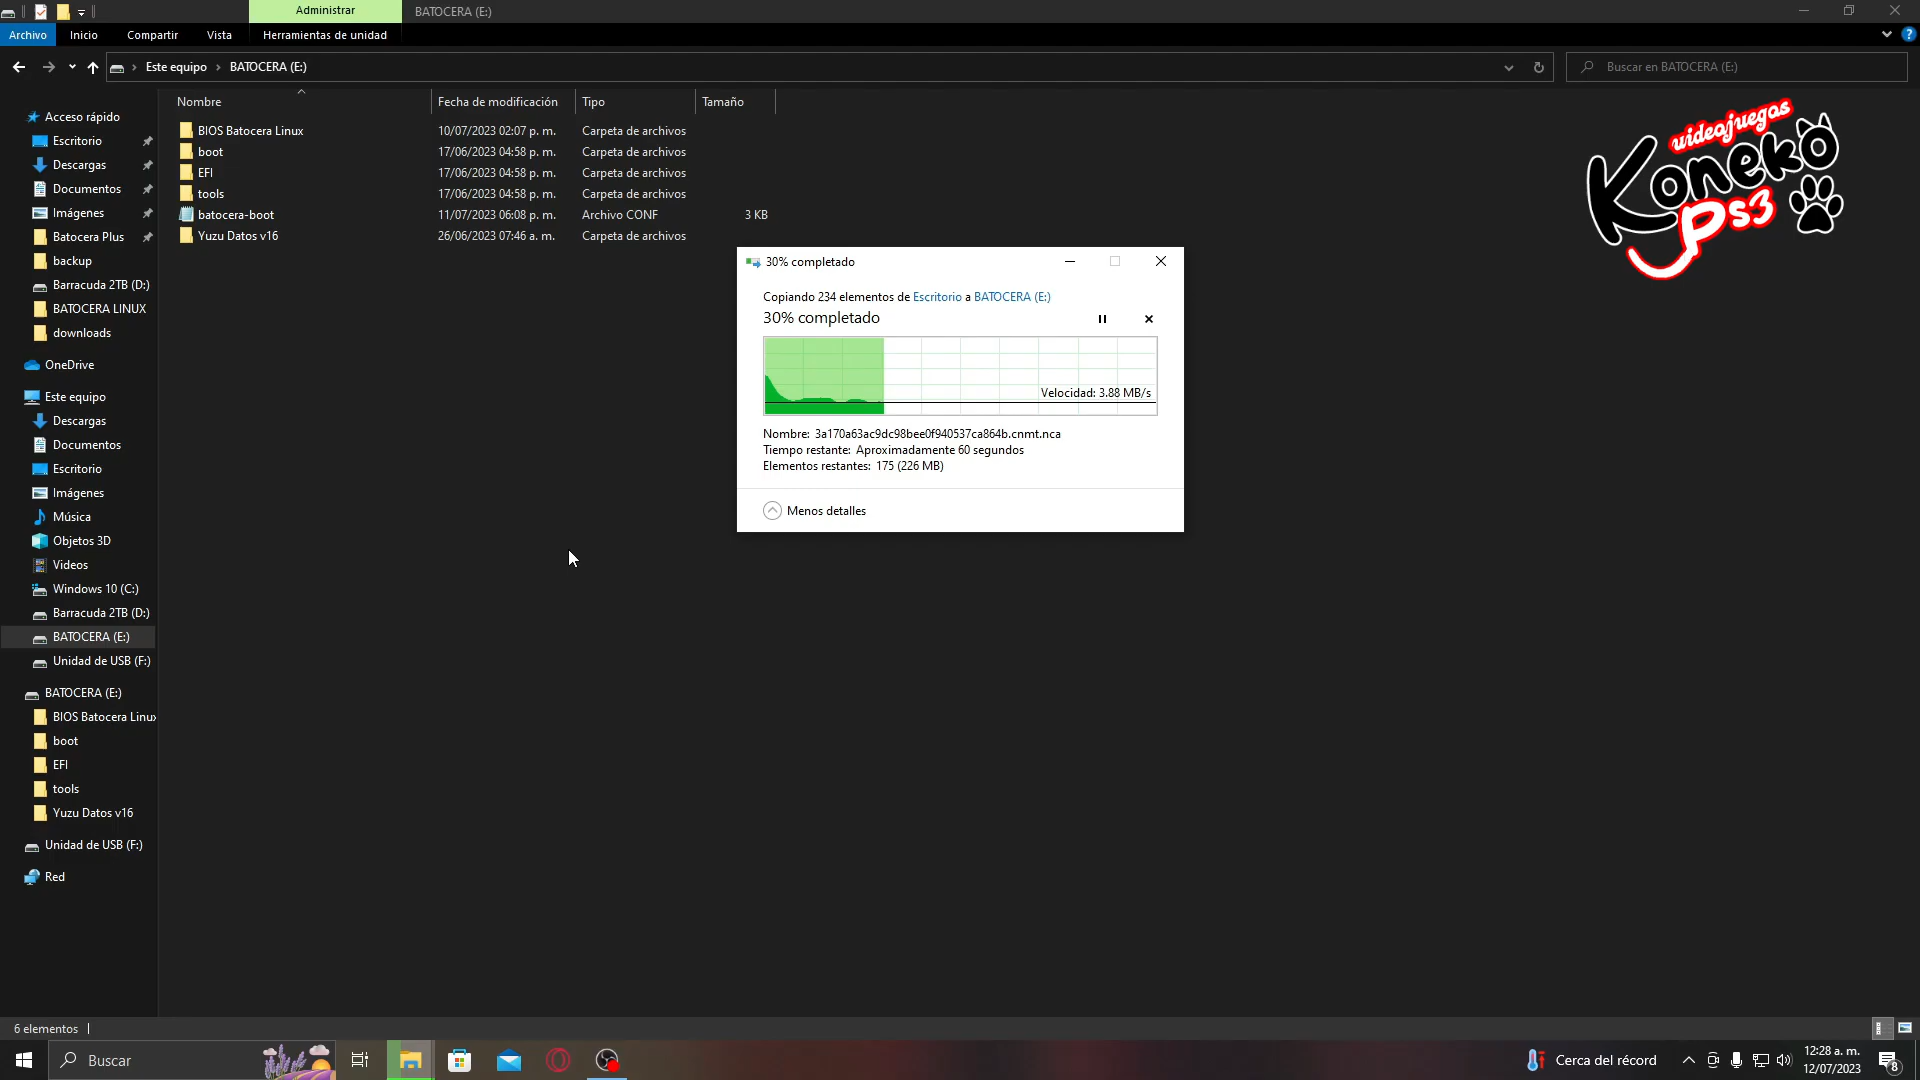 Administrar
BATOCERA (E:)
Archivo
Inicio
Compartir
Vista
Herramientas de unidad
Este equipo
BATOCERA (E:)
Buscar en BATOCERA (E:)
Nombre
Fecha de modificación
Tipo
Tamaño
BIOS Batocera Linux 10/07/2023 02:07 p. m. Carpeta de archivos
boot 17/06/2023 04:58 p. m. Carpeta de archivos
EFI 17/06/2023 04:58 p. m. Carpeta de archivos
tools 17/06/2023 04:58 p. m. Carpeta de archivos
batocera-boot 11/07/2023 06:08 p. m. Archivo CONF 3 KB
Yuzu Datos v16 26/06/2023 07:46 a. m. Carpeta de archivos
videojuegas
Koneko
Ps3
Acceso rápido
Escritorio
Descargas
Documentos
Imágenes
Batocera Plus
backup
Barracuda 2TB (D:)
BATOCERA LINUX
downloads
OneDrive
Este equipo
Descargas
Documentos
Escritorio
Imágenes
Música
Objetos 3D
Videos
Windows 10 (C:)
Barracuda 2TB (D:)
BATOCERA (E:)
Unidad de USB (F:)
BATOCERA (E:)
BIOS Batocera Linux
boot
EFI
tools
Yuzu Datos v16
Unidad de USB (F:)
Red
30% completado
Copiando 234 elementos de Escritorio a BATOCERA (E:)
30% completado
Velocidad: 3.88 MB/s
Nombre: 3a170a63ac9dc98bee0f940537ca864b.cnmt.nca
Tiempo restante: Aproximadamente 60 segundos
Elementos restantes: 175 (226 MB)
Menos detalles
6 elementos
Buscar
Cerca del récord
12:28 a. m.
12/07/2023
8